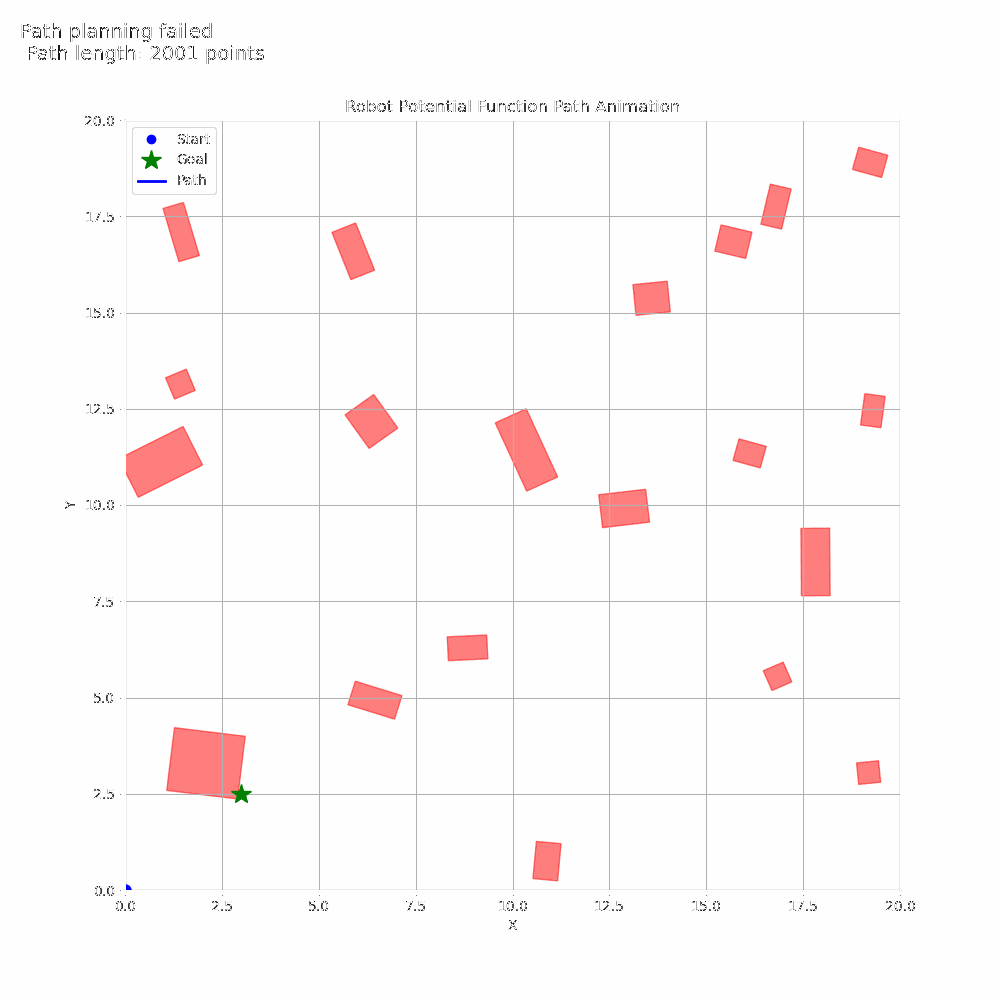 Path planning failed
Path length: 2001 points
Robot Potential Function Path Animation
20.0
17.5
15.0
12.5
10.0
7.5
5.0
2.5
0.0
Y
Start
Goal
Path
0.0 2.5 5.0 7.5 10.0 12.5 15.0 17.5 20.0
X